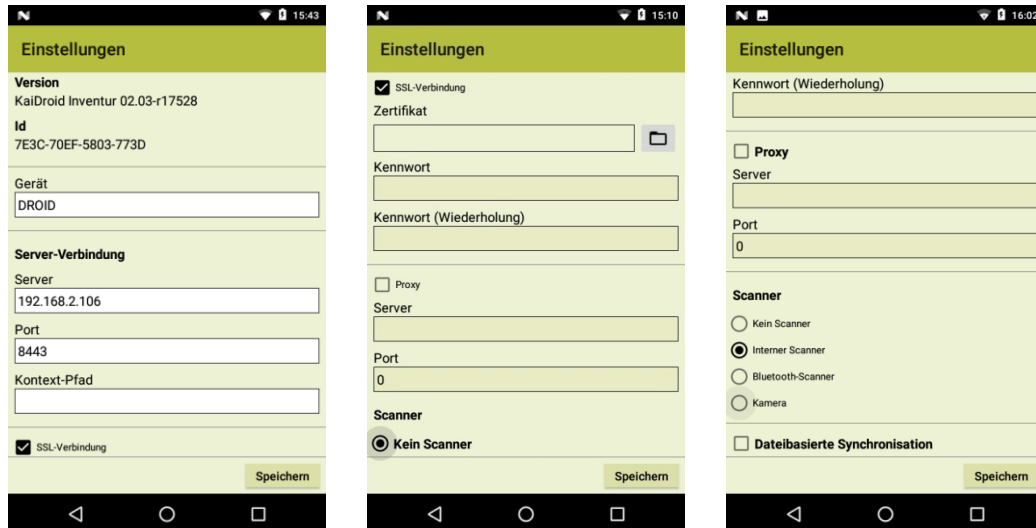 15:43
Einstellungen
Version
KaiDroid Inventur 02.03-r17528
Id
7E3C-70EF-5803-773D
Gerät
DROID
Server-Verbindung
Server
192.168.2.106
Port
8443
Kontext-Pfad
SSL-Verbindung
Speichern
15:10
Einstellungen
SSL-Verbindung
Zertifikat
Kennwort
Kennwort (Wiederholung)
Proxy
Server
Port
0
Scanner
Kein Scanner
Speichern
16:02
Einstellungen
Kennwort (Wiederholung)
Proxy
Server
Port
0
Scanner
Kein Scanner
Interner Scanner
Bluetooth-Scanner
Kamera
Dateibasierte Synchronisation
Speichern